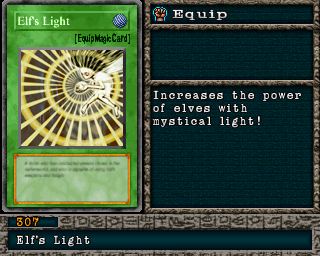 Elf's Light
[EquipMagicCard]
Equip
Increases the power
of elves with
mystical light!
307
Elf's Light